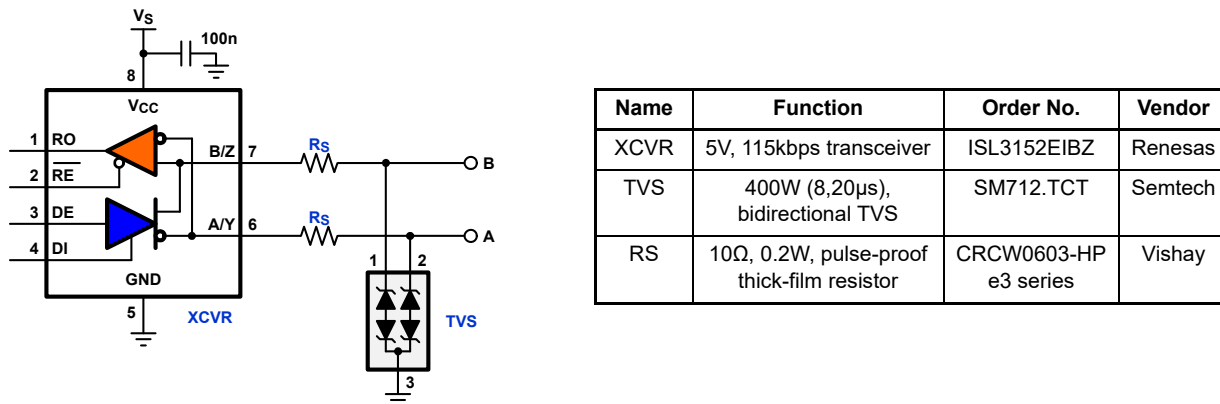 VS
100n
8
VCC
1 RO
2 RE
3 DE
4 DI
B/Z 7
A/Y 6
GND
5
XCVR
RS
RS
B
A
1 2
TVS
3
Name Function Order No. Vendor
XCVR 5V, 115kbps transceiver ISL3152EIBZ Renesas
TVS 400W (8,20µs), bidirectional TVS SM712.TCT Semtech
RS 10Ω, 0.2W, pulse-proof thick-film resistor CRCW0603-HP e3 series Vishay